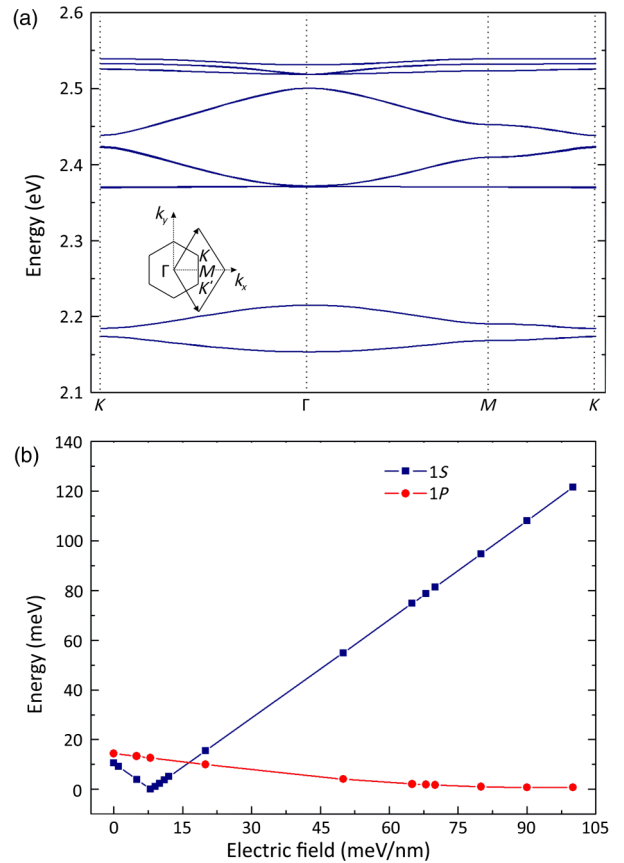 (a)
2.6
2.5
2.4
2.3
2.2
2.1
Energy (eV)
k_y
K
Γ
M
K'
k_x
K
Γ
M
K
(b)
140
120
100
80
60
40
20
0
Energy (meV)
1S
1P
0
15
30
45
60
75
90
105
Electric field (meV/nm)